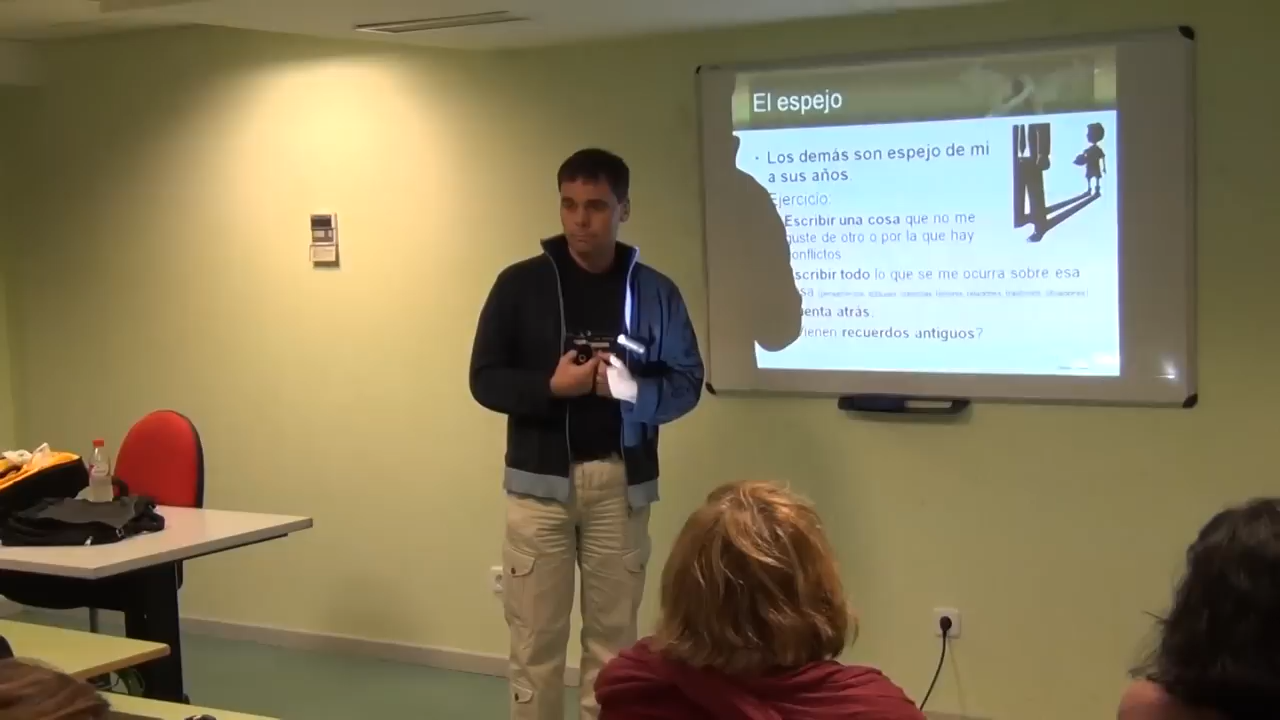 El espejo
• Los demás son espejo de mi
a sus años.
Ejercicio:
Escribir una cosa que no me
guste de otro o por la que hay
onflictos
scribir todo lo que se me ocurra sobre esa
sa
enta atrás.
ienen recuerdos antiguos?